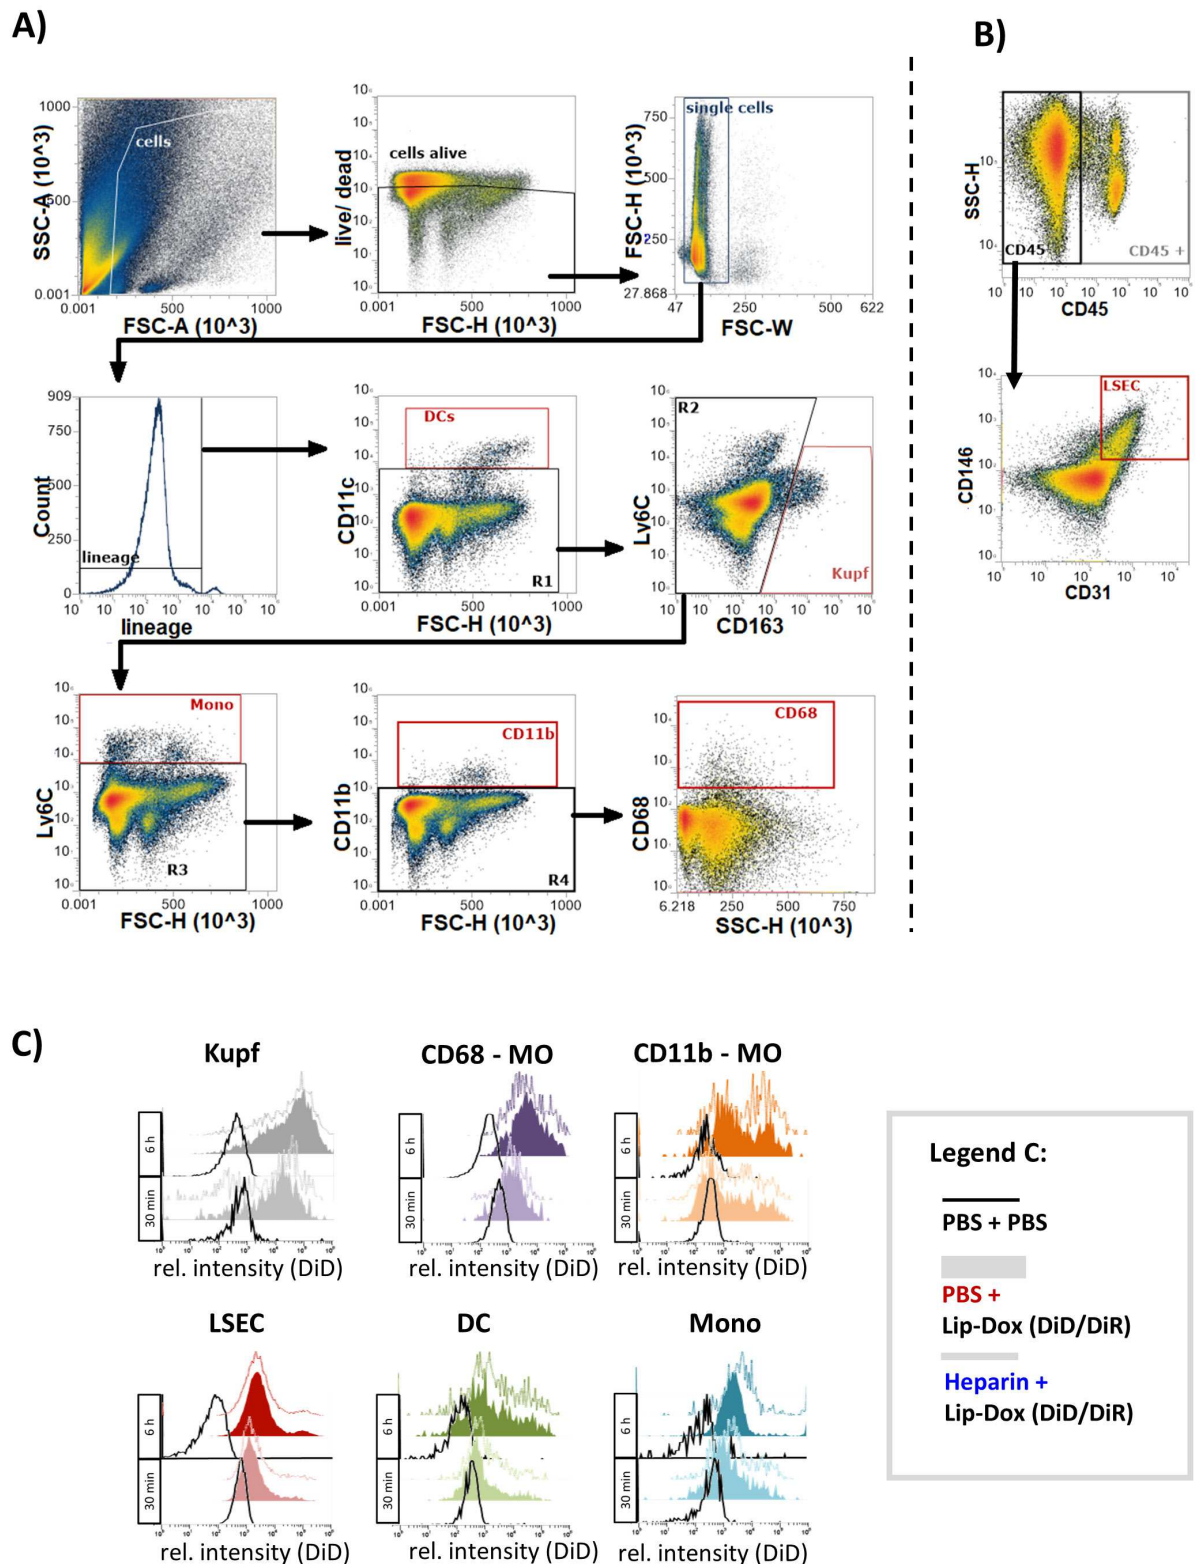 A)
B)
1000
500
0.001
SSC-A (10^3)
cells
0.001
500
1000
FSC-A (10^3)
live/ dead
cells alive
0.001
500
1000
FSC-H (10^3)
750
500
250
27.868
FSC-H (10^3)
single cells
47
250
500
622
FSC-W
SSC-H
CD45
CD45 +
CD45
909
750
500
250
0
Count
lineage
lineage
CD11c
DCs
R1
0.001
500
1000
FSC-H (10^3)
Ly6C
R2
Kupf
CD163
CD146
LSEC
CD31
Ly6C
Mono
R3
0.001
500
1000
FSC-H (10^3)
CD11b
CD11b
R4
0.001
500
1000
FSC-H (10^3)
CD68
CD68
6.218
250
500
750
SSC-H (10^3)
C)
Kupf
CD68 - MO
CD11b - MO
6 h
30 min
6 h
30 min
6 h
30 min
rel. intensity (DiD)
rel. intensity (DiD)
rel. intensity (DiD)
LSEC
DC
Mono
6 h
30 min
6 h
30 min
6 h
30 min
rel. intensity (DiD)
rel. intensity (DiD)
rel. intensity (DiD)
Legend C:
PBS + PBS
PBS +
Lip-Dox (DiD/DiR)
Heparin +
Lip-Dox (DiD/DiR)